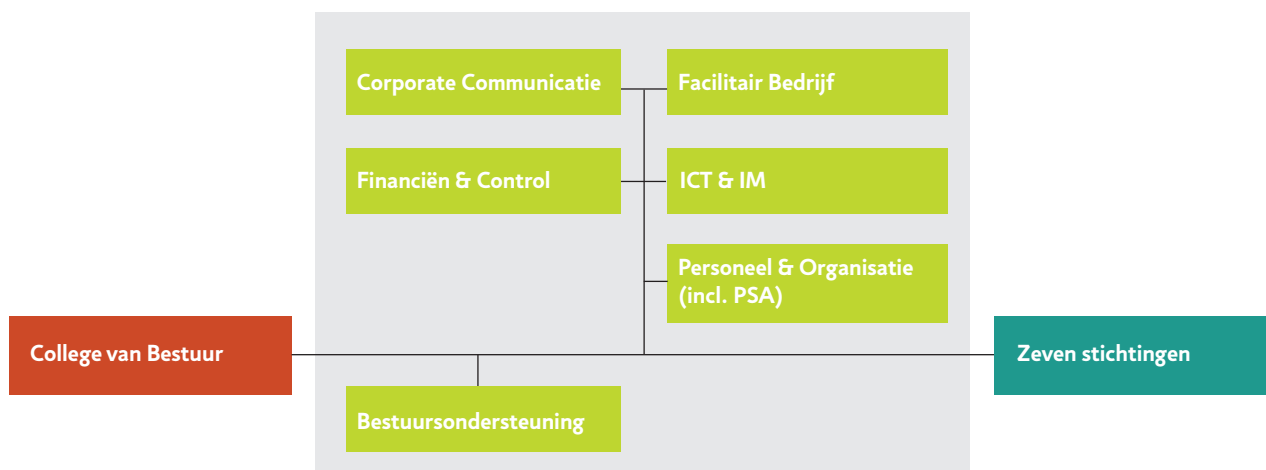 Corporate Communicatie
Facilitair Bedrijf
Financiën & Control
ICT & IM
Personeel & Organisatie
(incl. PSA)
College van Bestuur
Zeven stichtingen
Bestuursondersteuning